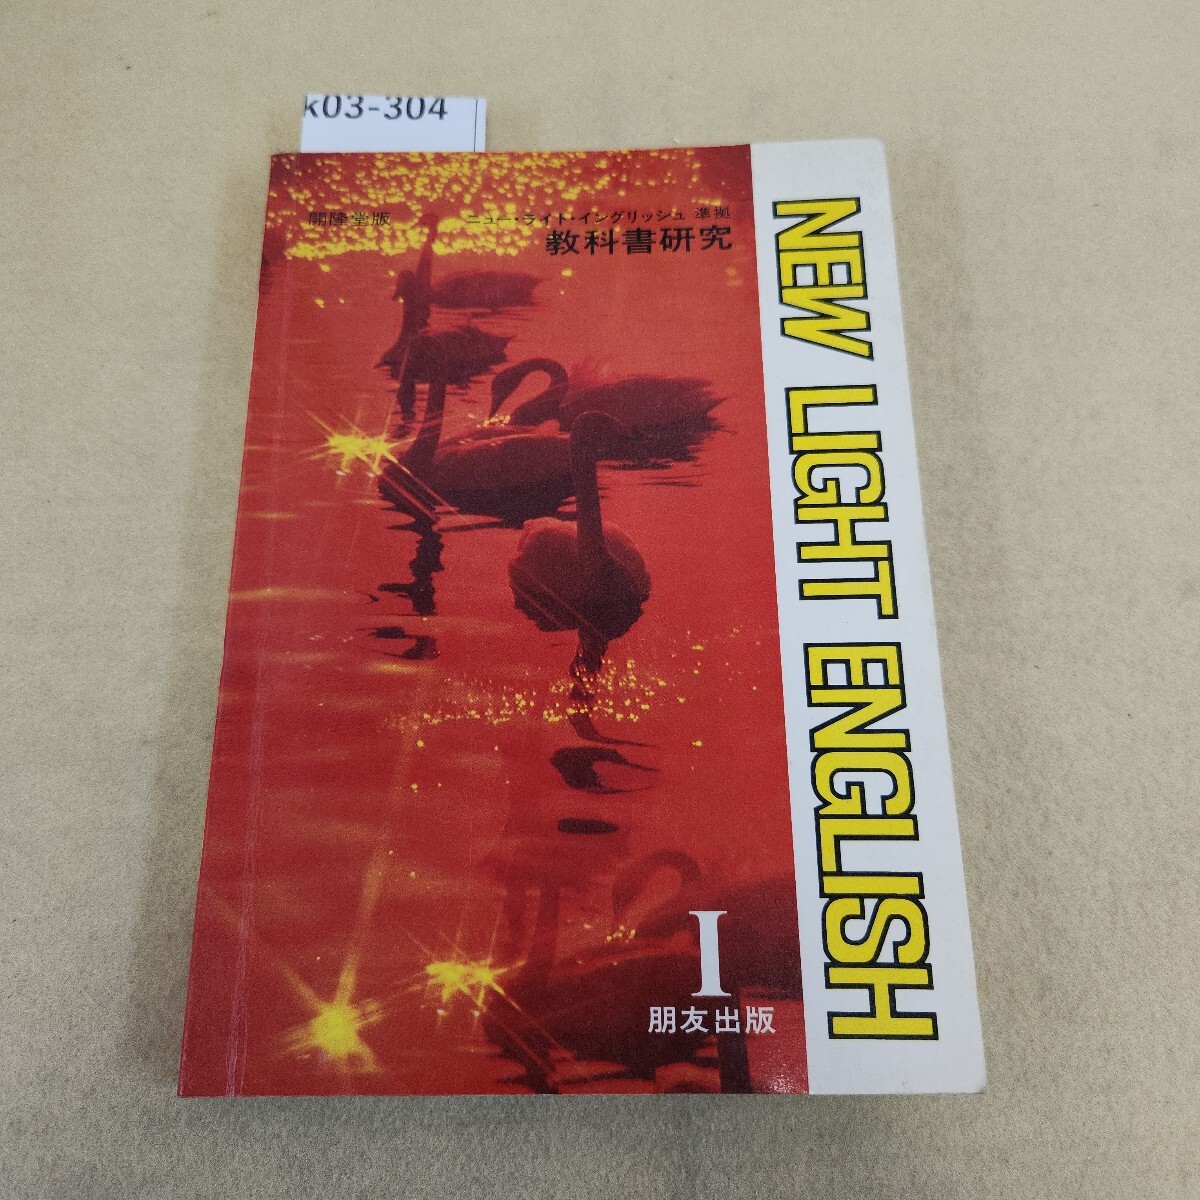 k03-304
開隆堂版
ニュー・ライト・イングリッシュ 準拠
教科書研究
NEW LIGHT ENGLISH
I
朋友出版